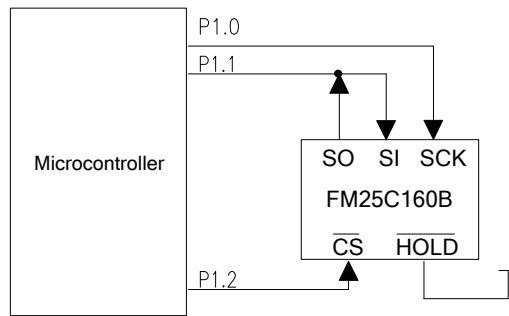 P1.0
P1.1
Microcontroller
SO SI SCK
FM25C160B
CS HOLD
P1.2